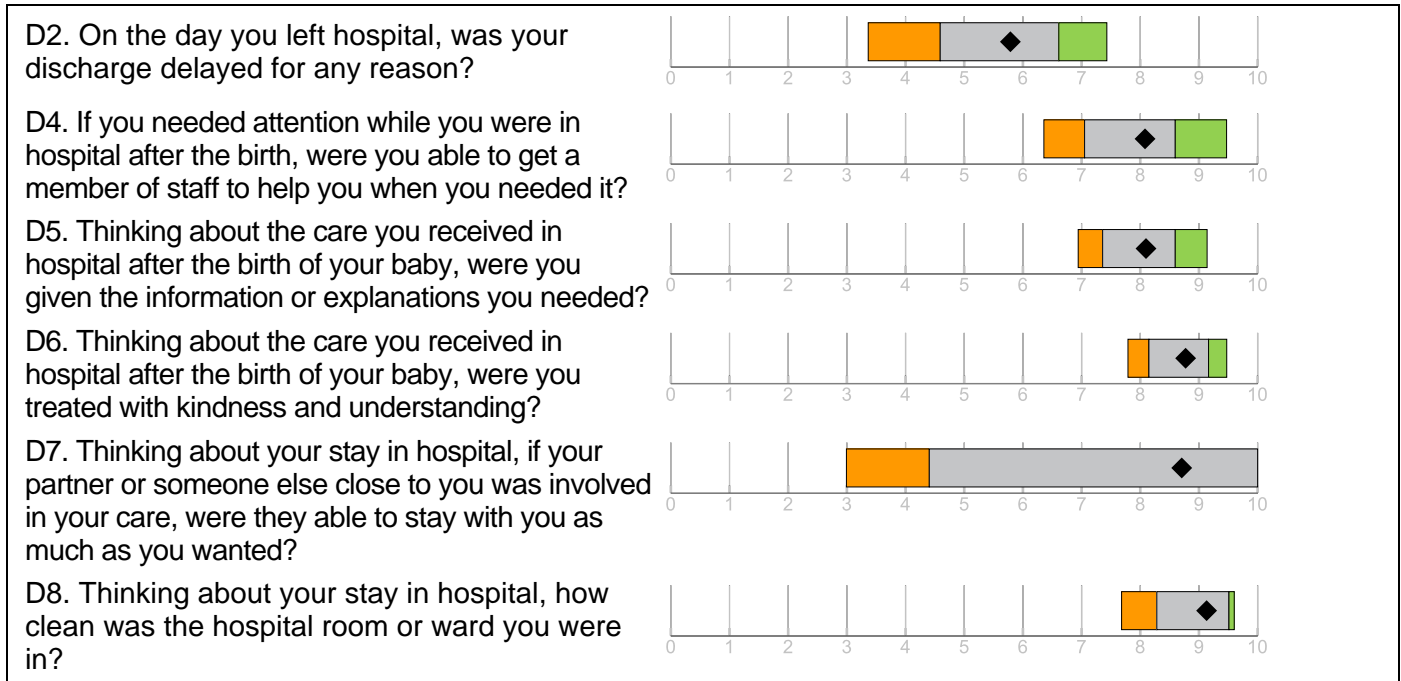 D2. On the day you left hospital, was your
discharge delayed for any reason?
0 1 2 3 4 5 6 7 8 9 10
D4. If you needed attention while you were in
hospital after the birth, were you able to get a
member of staff to help you when you needed it?
0 1 2 3 4 5 6 7 8 9 10
D5. Thinking about the care you received in
hospital after the birth of your baby, were you
given the information or explanations you needed?
0 1 2 3 4 5 6 7 8 9 10
D6. Thinking about the care you received in
hospital after the birth of your baby, were you
treated with kindness and understanding?
0 1 2 3 4 5 6 7 8 9 10
D7. Thinking about your stay in hospital, if your
partner or someone else close to you was involved
in your care, were they able to stay with you as
much as you wanted?
0 1 2 3 4 5 6 7 8 9 10
D8. Thinking about your stay in hospital, how
clean was the hospital room or ward you were
in?
0 1 2 3 4 5 6 7 8 9 10